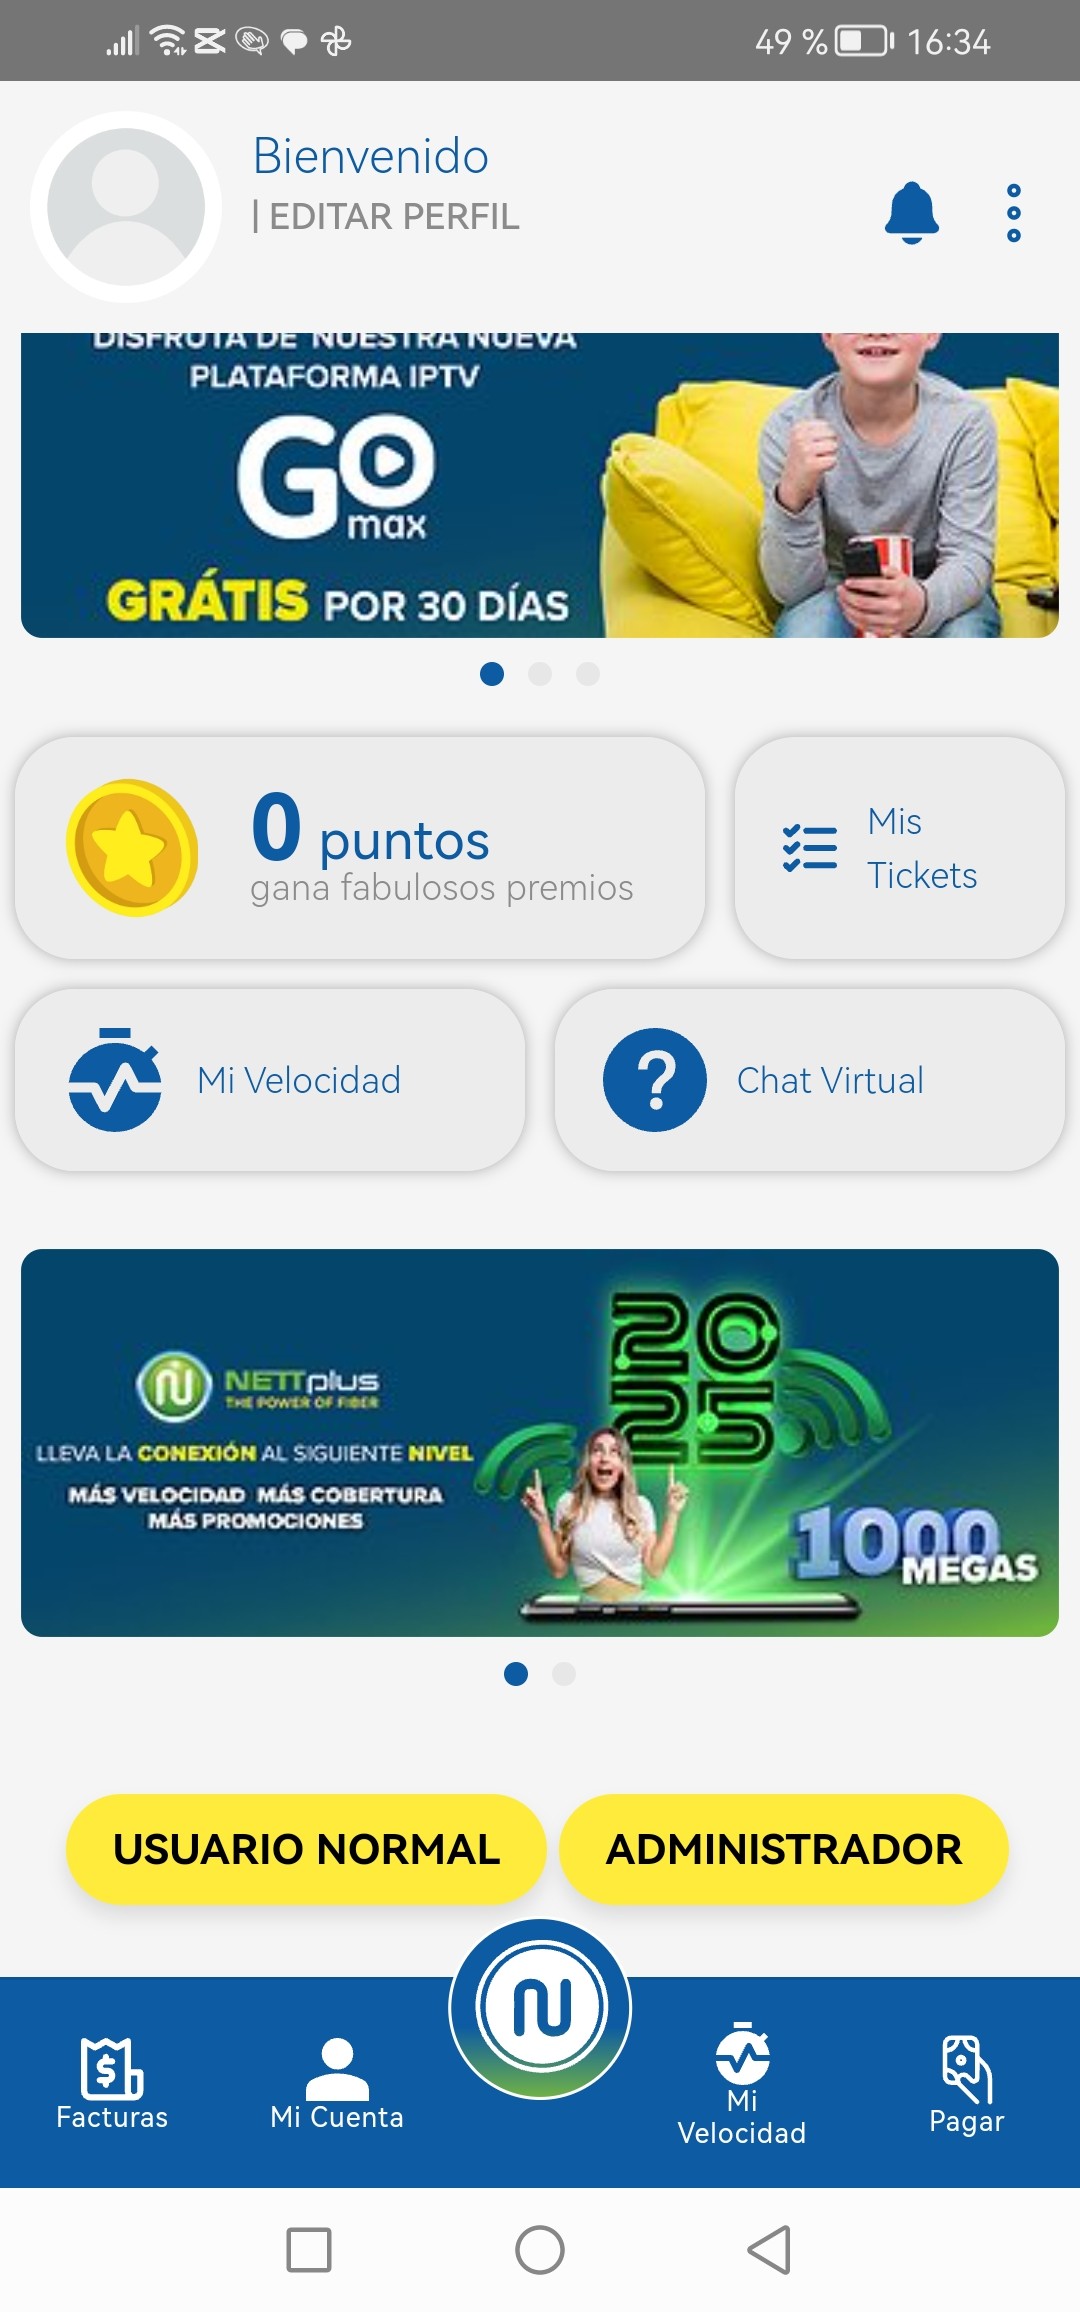 49 % 16:34
Bienvenido
| EDITAR PERFIL
DISFRUTA DE NUESTRA NUEVA
PLATAFORMA IPTV
GO
max
GRÁTIS POR 30 DÍAS
0 puntos
gana fabulosos premios
Mis
Tickets
Mi Velocidad
Chat Virtual
2025
NETTplus
THE POWER OF FIBER
LLEVA LA CONEXIÓN AL SIGUIENTE NIVEL
MÁS VELOCIDAD MÁS COBERTURA
MÁS PROMOCIONES
1000
MEGAS
USUARIO NORMAL
ADMINISTRADOR
Facturas
Mi Cuenta
Mi
Velocidad
Pagar